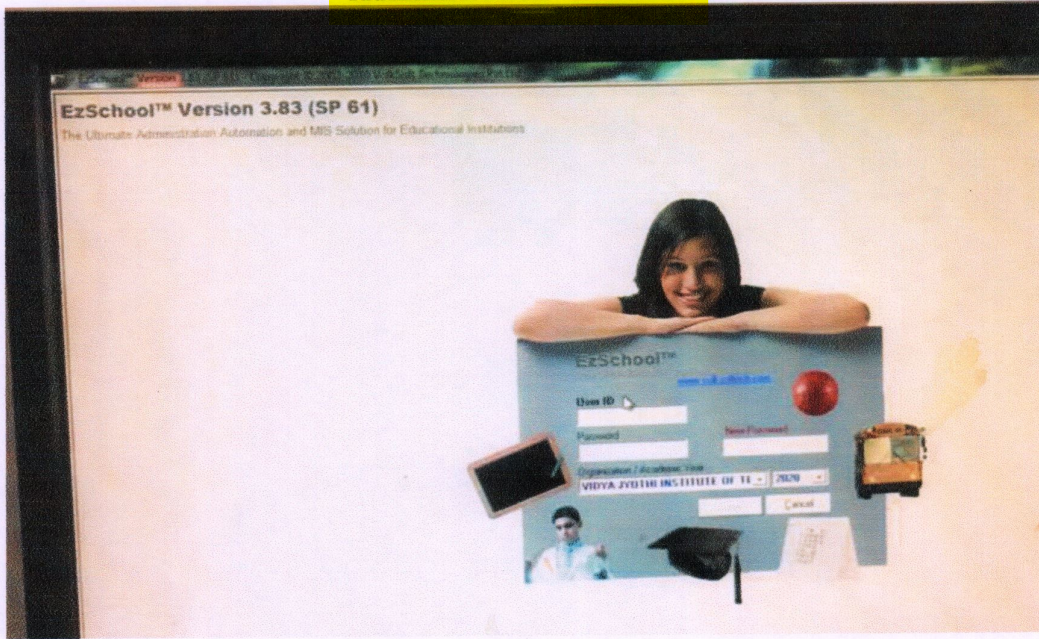 Version
EzSchool™ Version 3.83 (SP 61)
The Ultimate Administration Automation and MIS Solution for Educational Institutions
EzSchool™
User ID
Password
New Password
Organization / Academic Year
VIDYA JYOTHI INSTITUTE OF TE
2020
Cancel